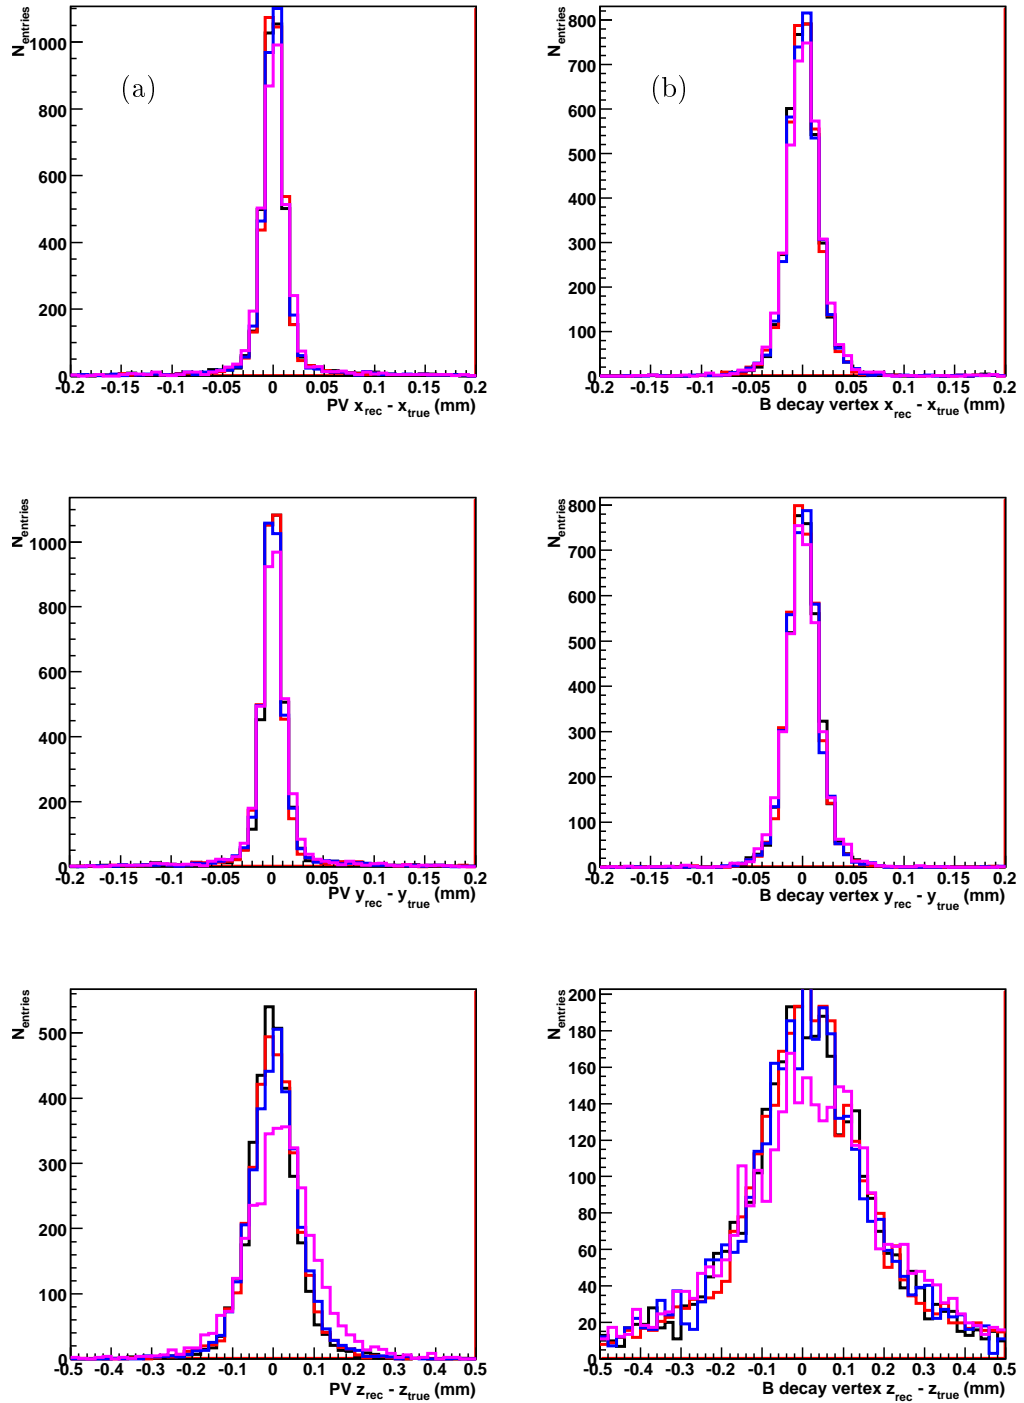 N_entries
1000
800
600
400
200
0
(a)
-0.2 -0.15 -0.1 -0.05 0 0.05 0.1 0.15 0.2
PV x_rec - x_true (mm)
N_entries
800
700
600
500
400
300
200
100
0
(b)
-0.2 -0.15 -0.1 -0.05 0 0.05 0.1 0.15 0.2
B decay vertex x_rec - x_true (mm)
N_entries
1000
800
600
400
200
0
-0.2 -0.15 -0.1 -0.05 0 0.05 0.1 0.15 0.2
PV y_rec - y_true (mm)
N_entries
800
700
600
500
400
300
200
100
0
-0.2 -0.15 -0.1 -0.05 0 0.05 0.1 0.15 0.2
B decay vertex y_rec - y_true (mm)
N_entries
500
400
300
200
100
0
-0.5 -0.4 -0.3 -0.2 -0.1 0 0.1 0.2 0.3 0.4 0.5
PV z_rec - z_true (mm)
N_entries
200
180
160
140
120
100
80
60
40
20
0
-0.5 -0.4 -0.3 -0.2 -0.1 0 0.1 0.2 0.3 0.4 0.5
B decay vertex z_rec - z_true (mm)